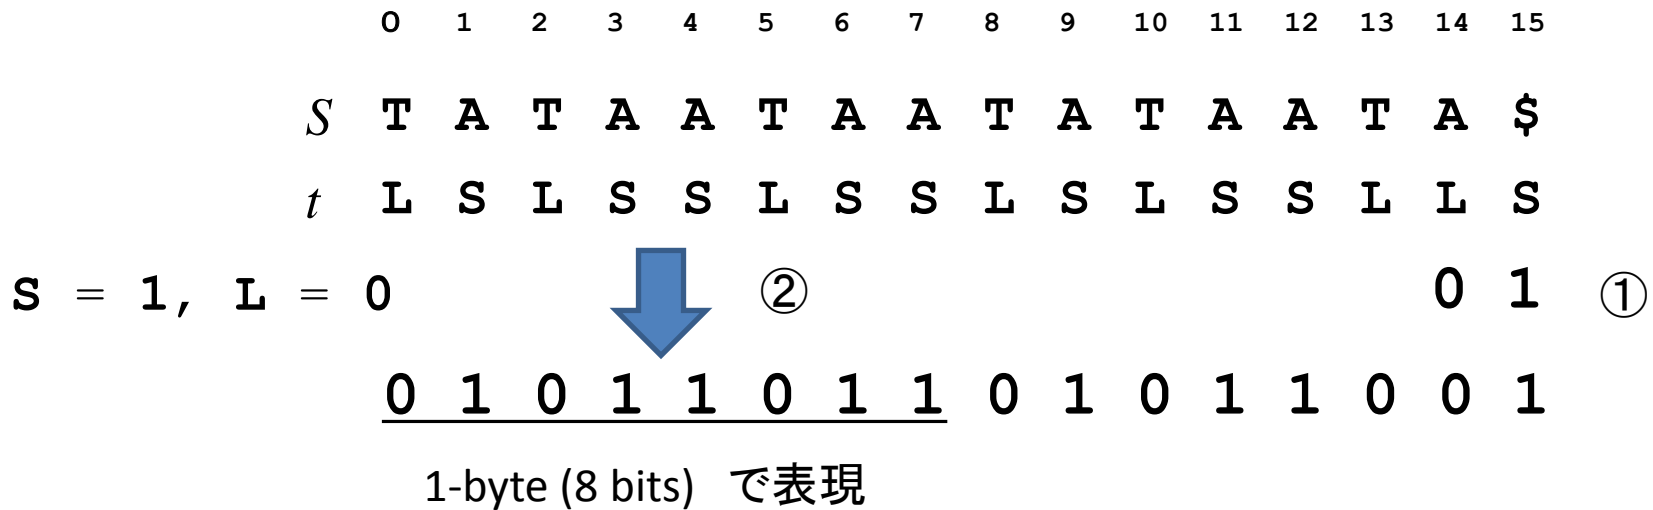 0 1 2 3 4 5 6 7 8 9 10 11 12 13 14 15
S T A T A A T A A T A T A A T A $
t L S L S S L S S L S L S S L L S
S = 1, L = 0 ② 0 1 ①
0 1 0 1 1 0 1 1 0 1 0 1 1 0 0 1
1-byte (8 bits) で表現